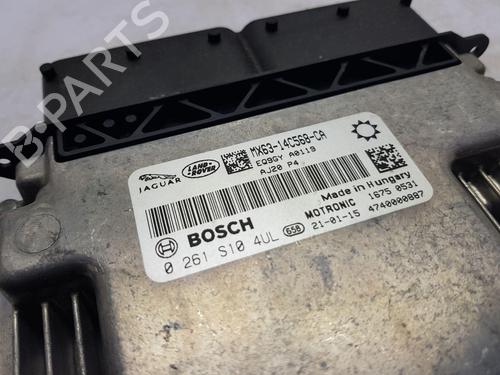 B-PARTS
JAGUAR
LAND ROVER
MX63-14C568-CA
EQ9GY A0119
AJ20 P4
BOSCH
0 261 S10 4UL
658
Made in Hungary
MOTRONIC 1675 0531
21-01-15 4740000887